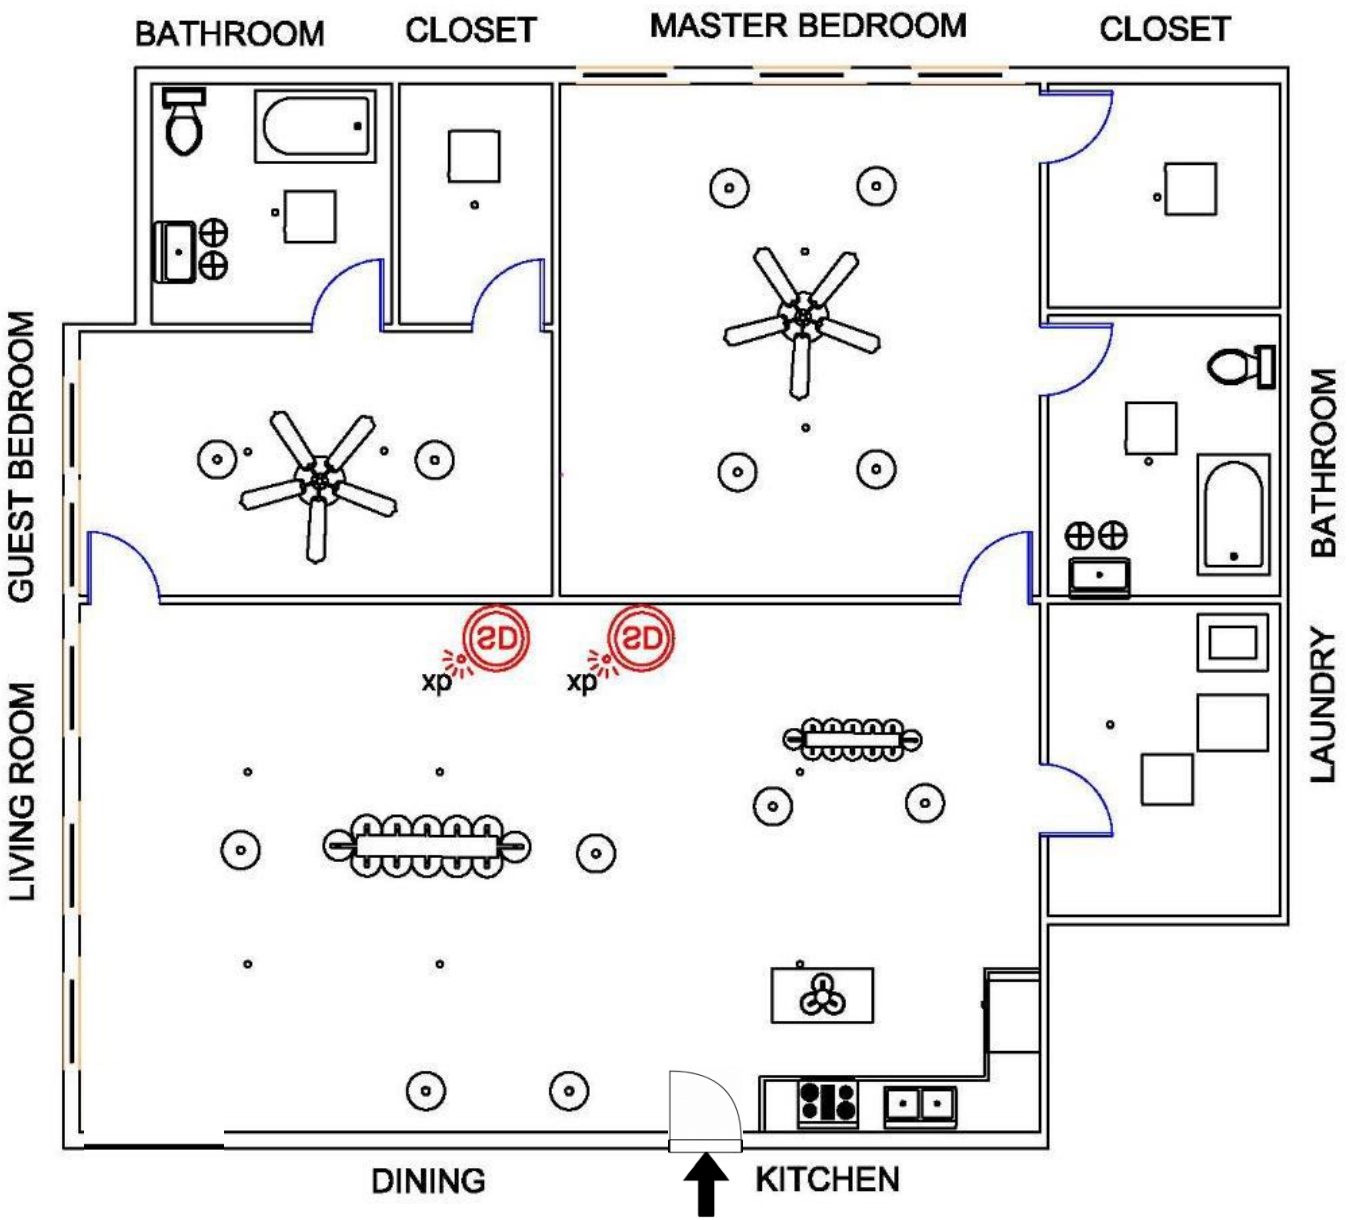 BATHROOM
CLOSET
MASTER BEDROOM
CLOSET
GUEST BEDROOM
BATHROOM
SD
SD
xp
xp
LIVING ROOM
LAUNDRY
DINING
KITCHEN